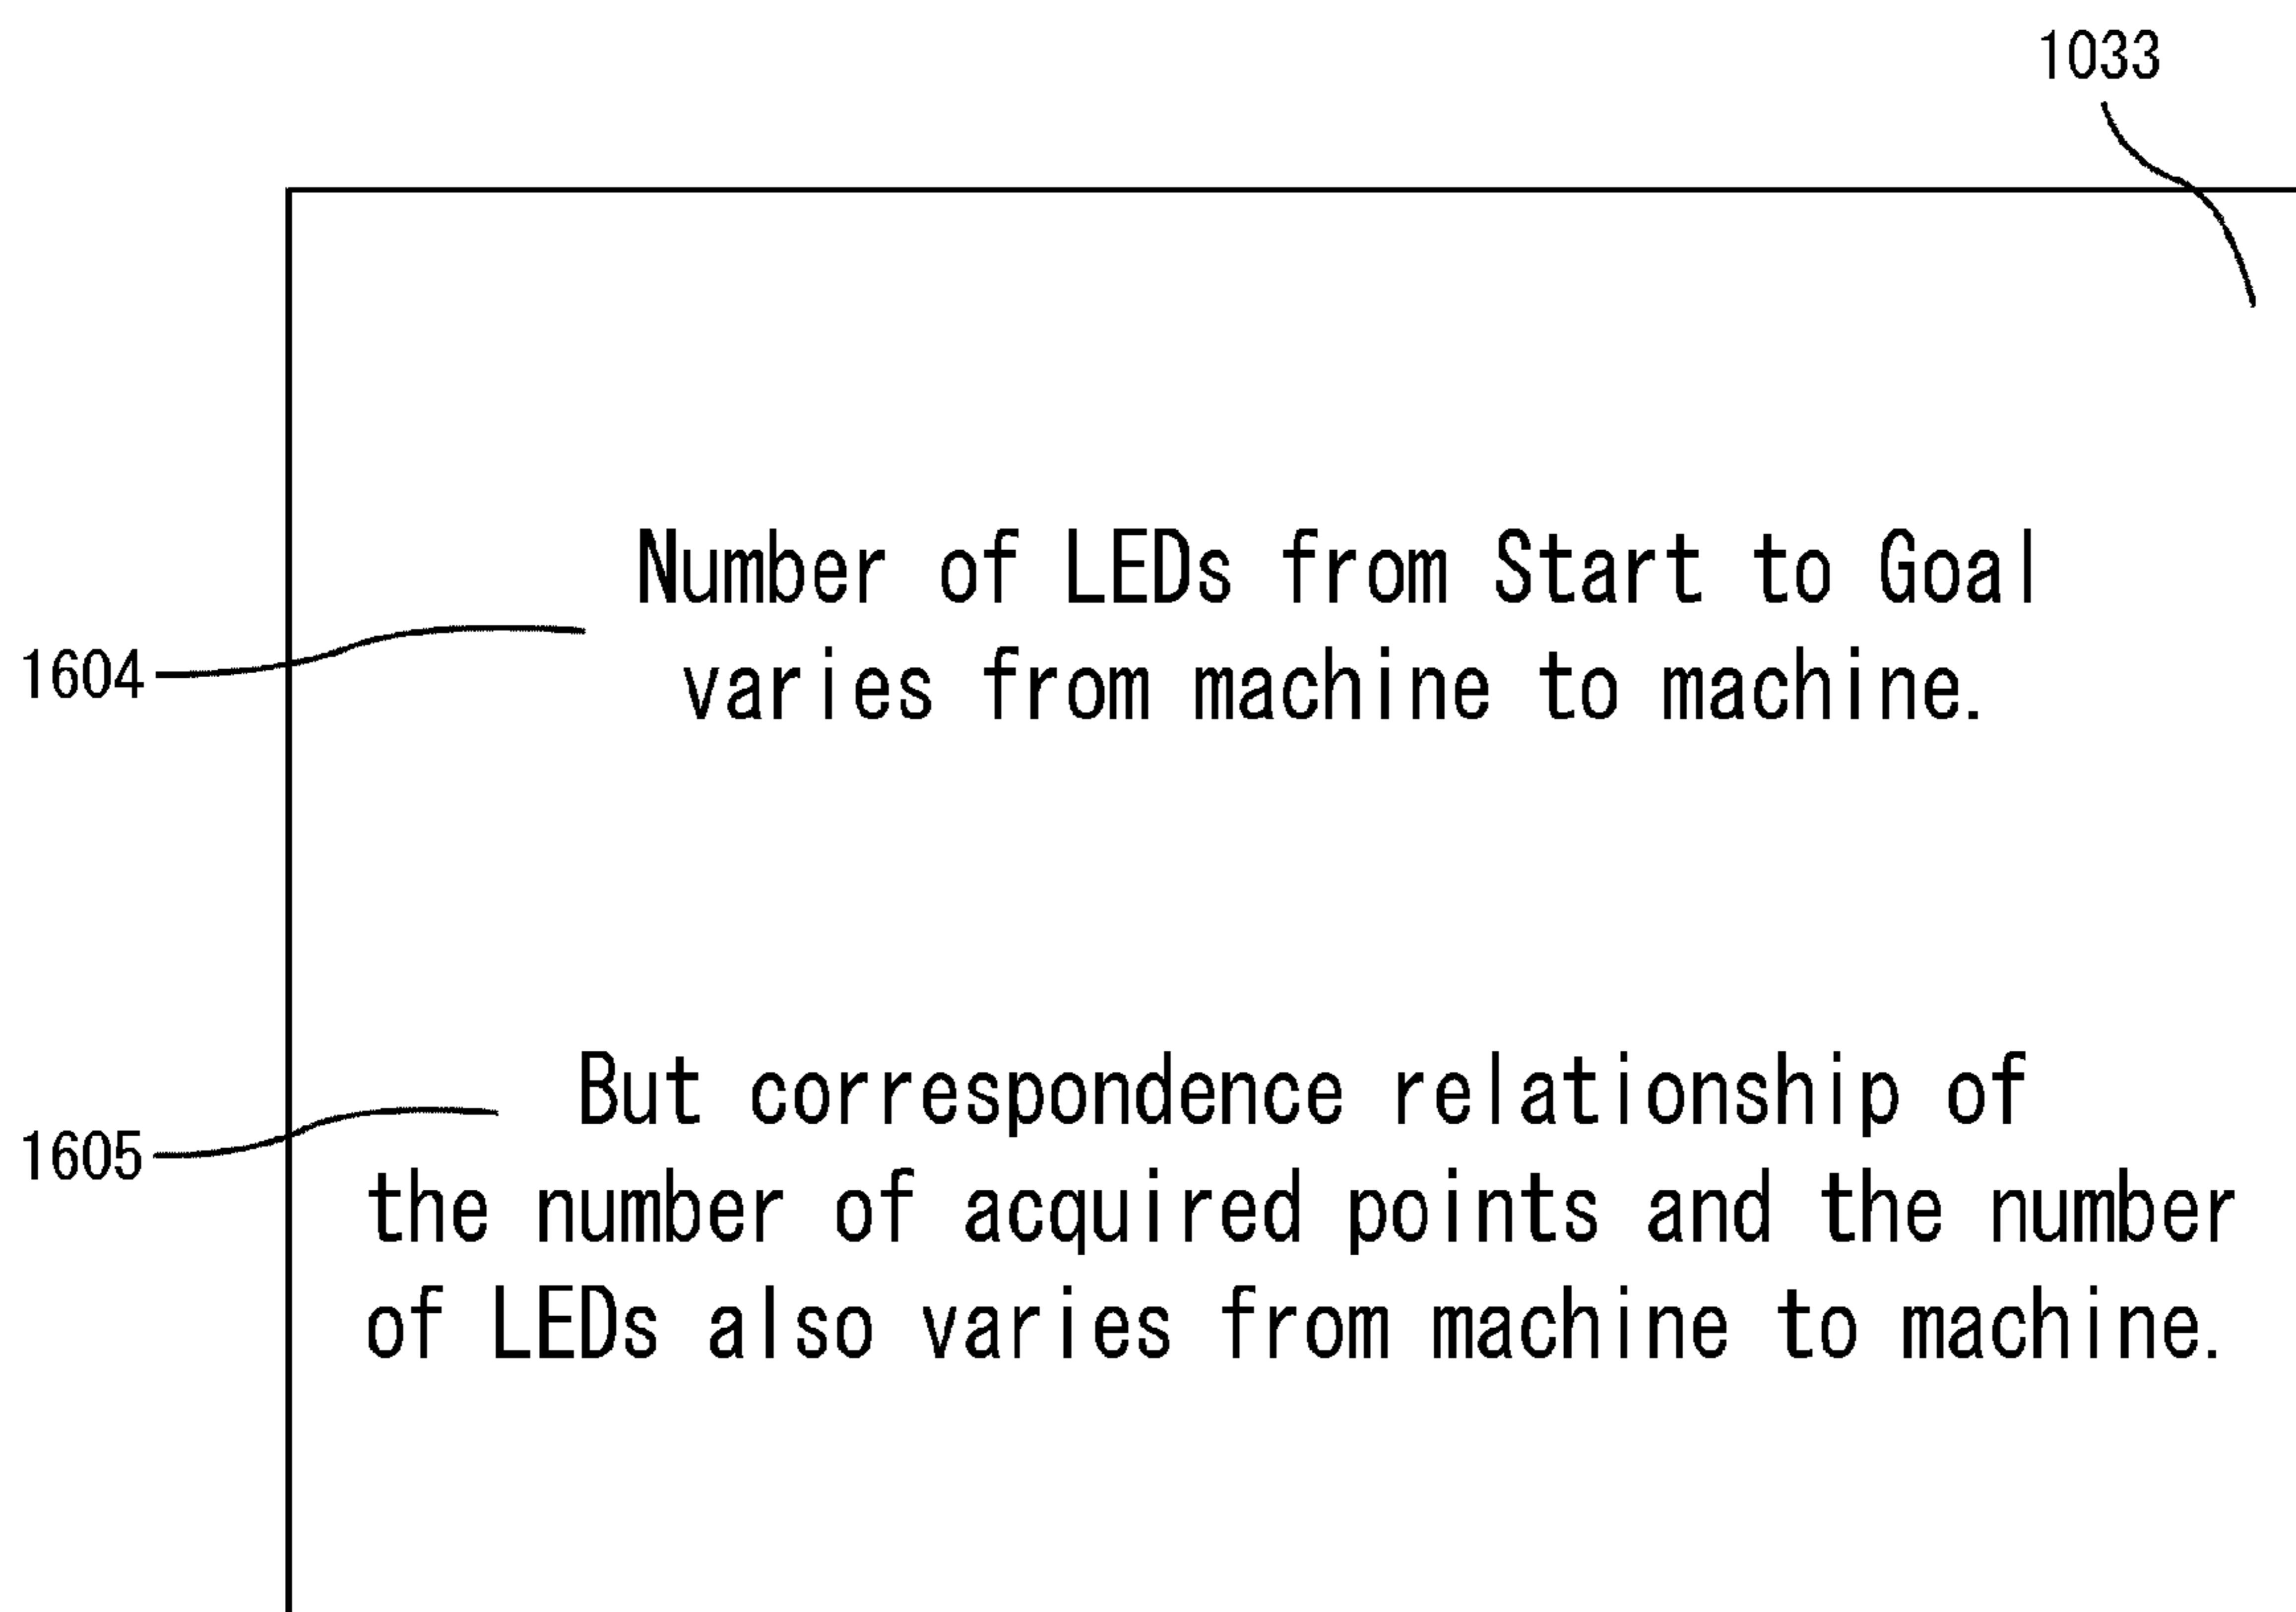 1033
Number of LEDs from Start to Goal
1604
varies from machine to machine.
But correspondence relationship of
1605
the number of acquired points and the number
of LEDs also varies from machine to machine.